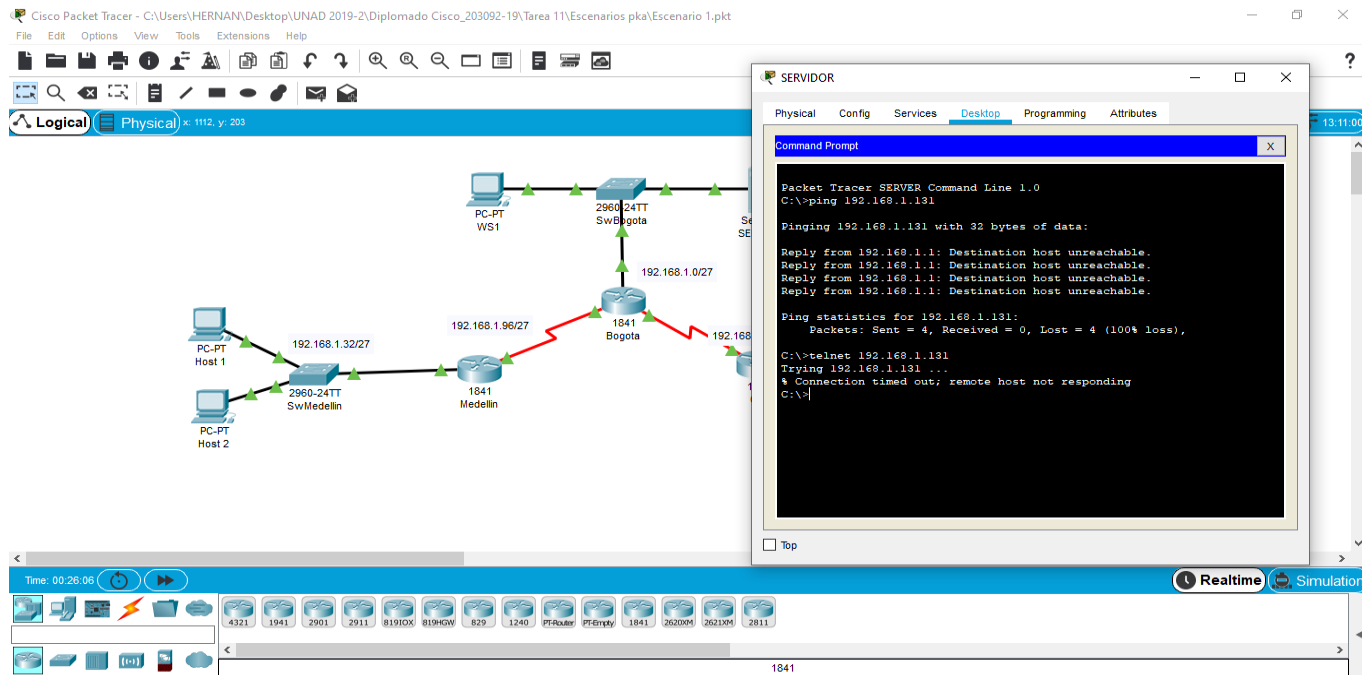 Cisco Packet Tracer - C:\Users\HERNAN\Desktop\UNAD 2019-2\Diplomado Cisco_203092-19\Tarea 11\Escenarios pka\Escenario 1.pkt
File Edit Options View Tools Extensions Help
?
Logical Physical x: 1112, y: 203
13:11:00
PC-PT
WS1
2960-24TT
SwBogota
Se
SE
192.168.1.0/27
1841
Bogota
192.168.1.96/27
192.168
PC-PT
Host 1
192.168.1.32/27
2960-24TT
SwMedellin
1841
Medellin
PC-PT
Host 2
SERVIDOR
Physical Config Services Desktop Programming Attributes
Command Prompt X
Packet Tracer SERVER Command Line 1.0
C:\>ping 192.168.1.131
Pinging 192.168.1.131 with 32 bytes of data:
Reply from 192.168.1.1: Destination host unreachable.
Reply from 192.168.1.1: Destination host unreachable.
Reply from 192.168.1.1: Destination host unreachable.
Reply from 192.168.1.1: Destination host unreachable.
Ping statistics for 192.168.1.131:
Packets: Sent = 4, Received = 0, Lost = 4 (100% loss),
C:\>telnet 192.168.1.131
Trying 192.168.1.131 ...
% Connection timed out; remote host not responding
C:\>
Top
Time: 00:26:06
Realtime Simulation
4321 1941 2901 2911 819IOX 819HGW 829 1240 PT-Router PT-Empty 1841 2620XM 2621XM 2811
1841